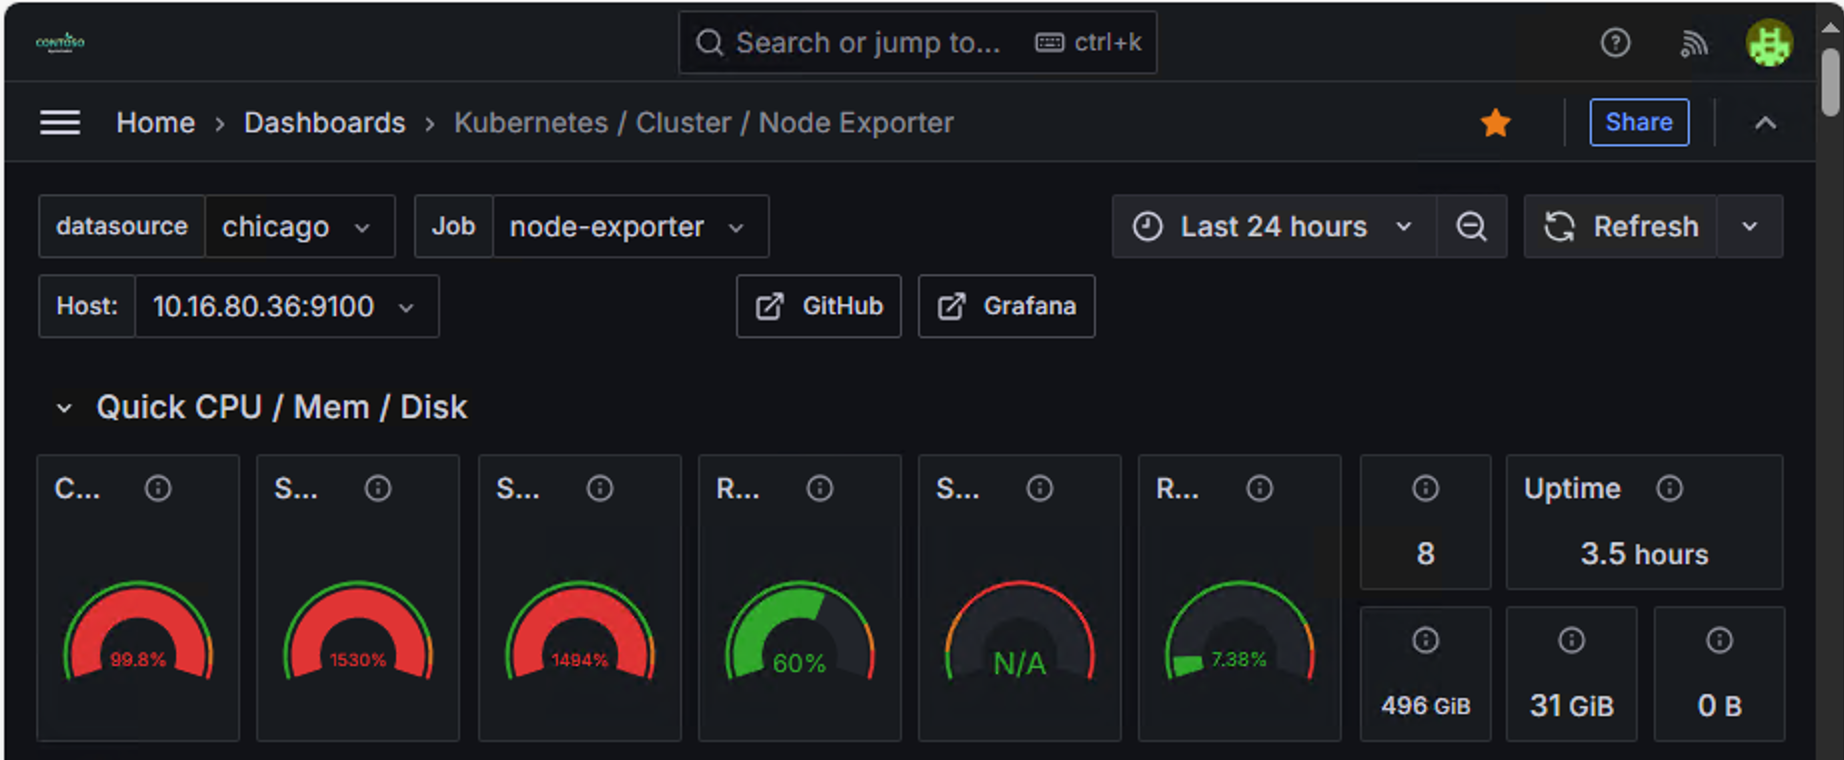 CONTOSO
Search or jump to... ctrl+k
Home › Dashboards › Kubernetes / Cluster / Node Exporter
Share
datasource chicago
Job node-exporter
Last 24 hours
Refresh
Host: 10.16.80.36:9100
GitHub
Grafana
Quick CPU / Mem / Disk
C... S... S... R... S... R... Uptime
8 3.5 hours
99.8% 1530% 1494% 60% N/A 7.38%
496 GiB 31 GiB 0 B